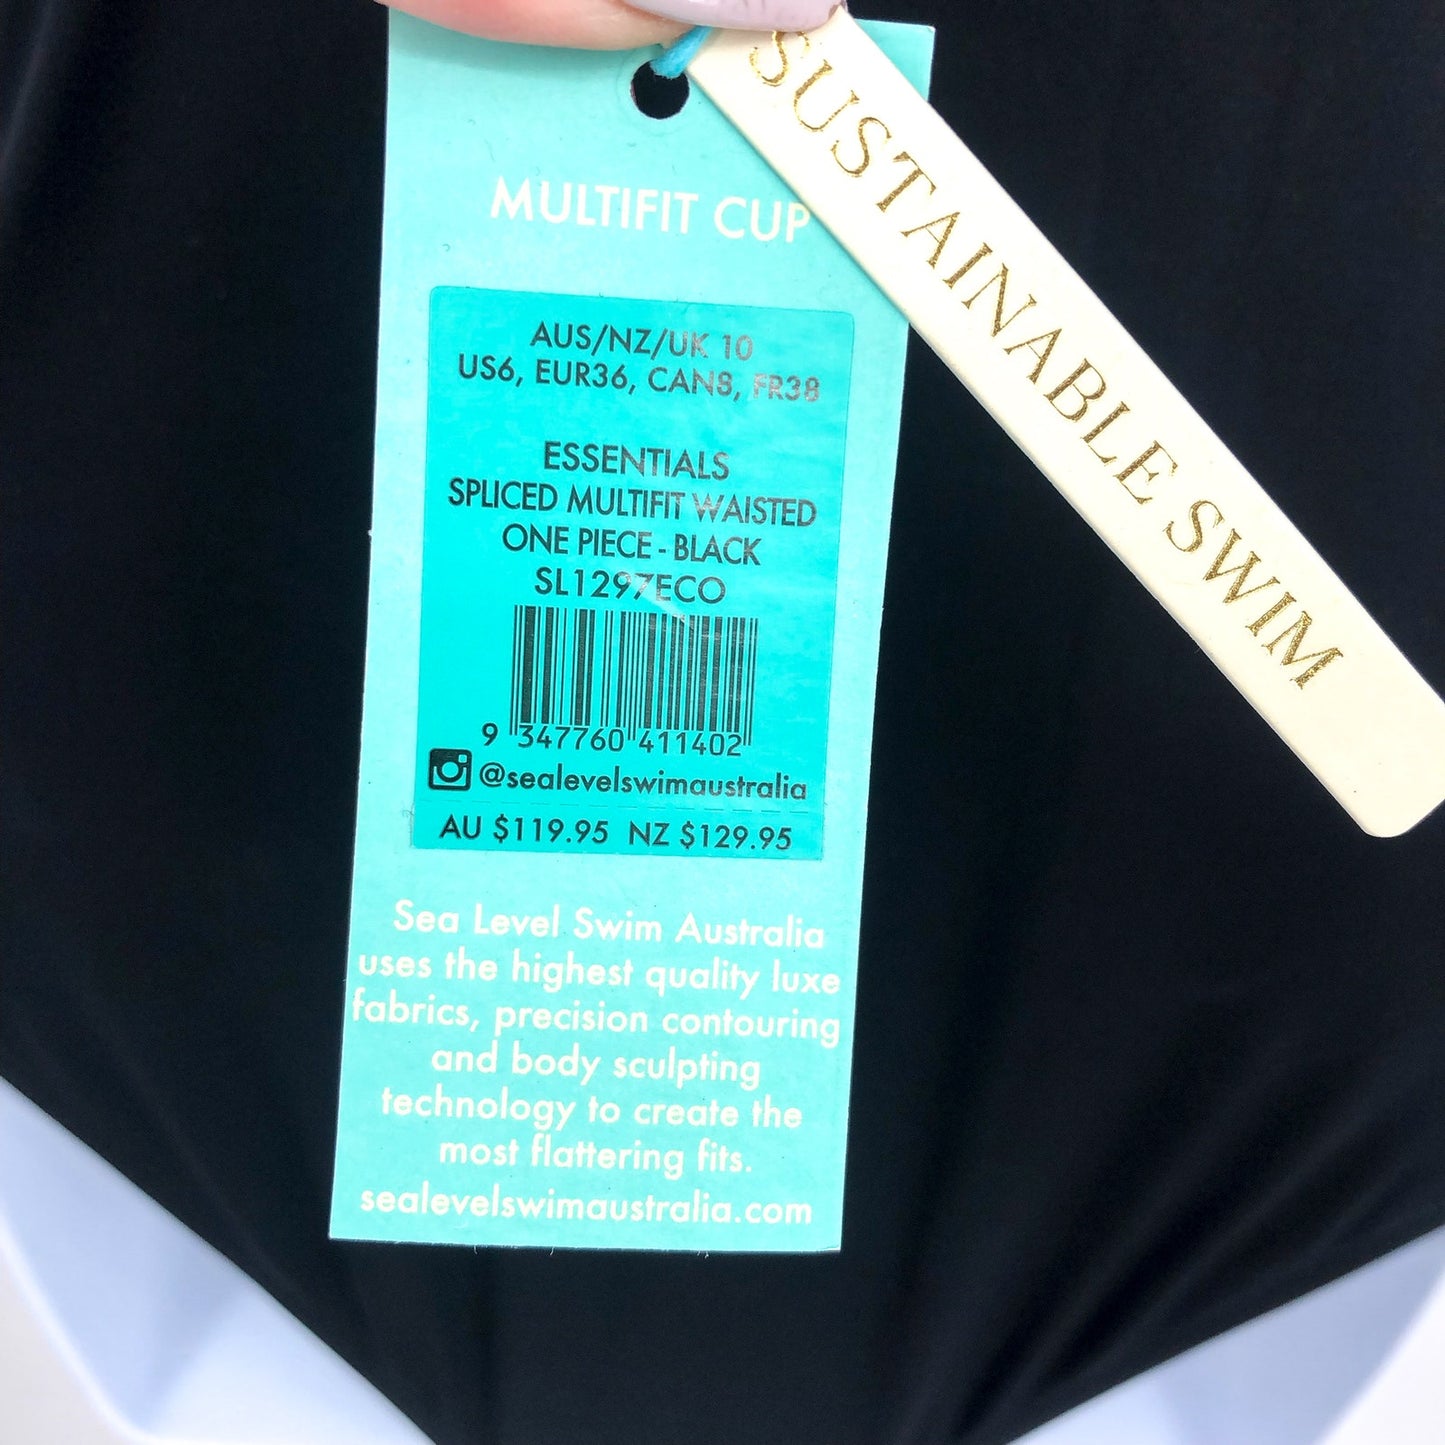 MULTIFIT CUP
SUSTAINABLE SWIM
AUS/NZ/UK 10
US6, EUR36, CAN8, FR38
ESSENTIALS
SPLICED MULTIFIT WAISTED
ONE PIECE - BLACK
SL1297ECO
9 347760 411402
@sealevelswimaustralia
AU $119.95 NZ $129.95
Sea Level Swim Australia
uses the highest quality luxe
fabrics, precision contouring
and body sculpting
technology to create the
most flattering fits.
sealevelswimaustralia.com